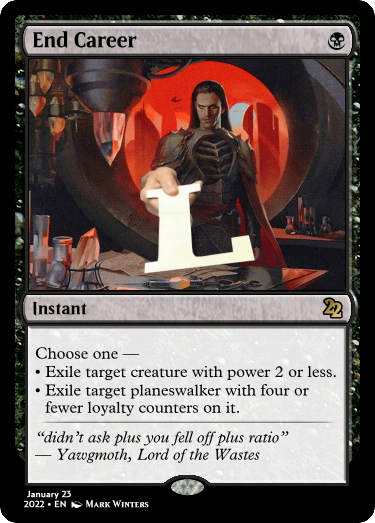 End Career
L
Instant
22
Choose one —
• Exile target creature with power 2 or less.
• Exile target planeswalker with four or
fewer loyalty counters on it.
“didn't ask plus you fell off plus ratio”
— Yawgmoth, Lord of the Wastes
January 23
2022 • EN Mark Winters